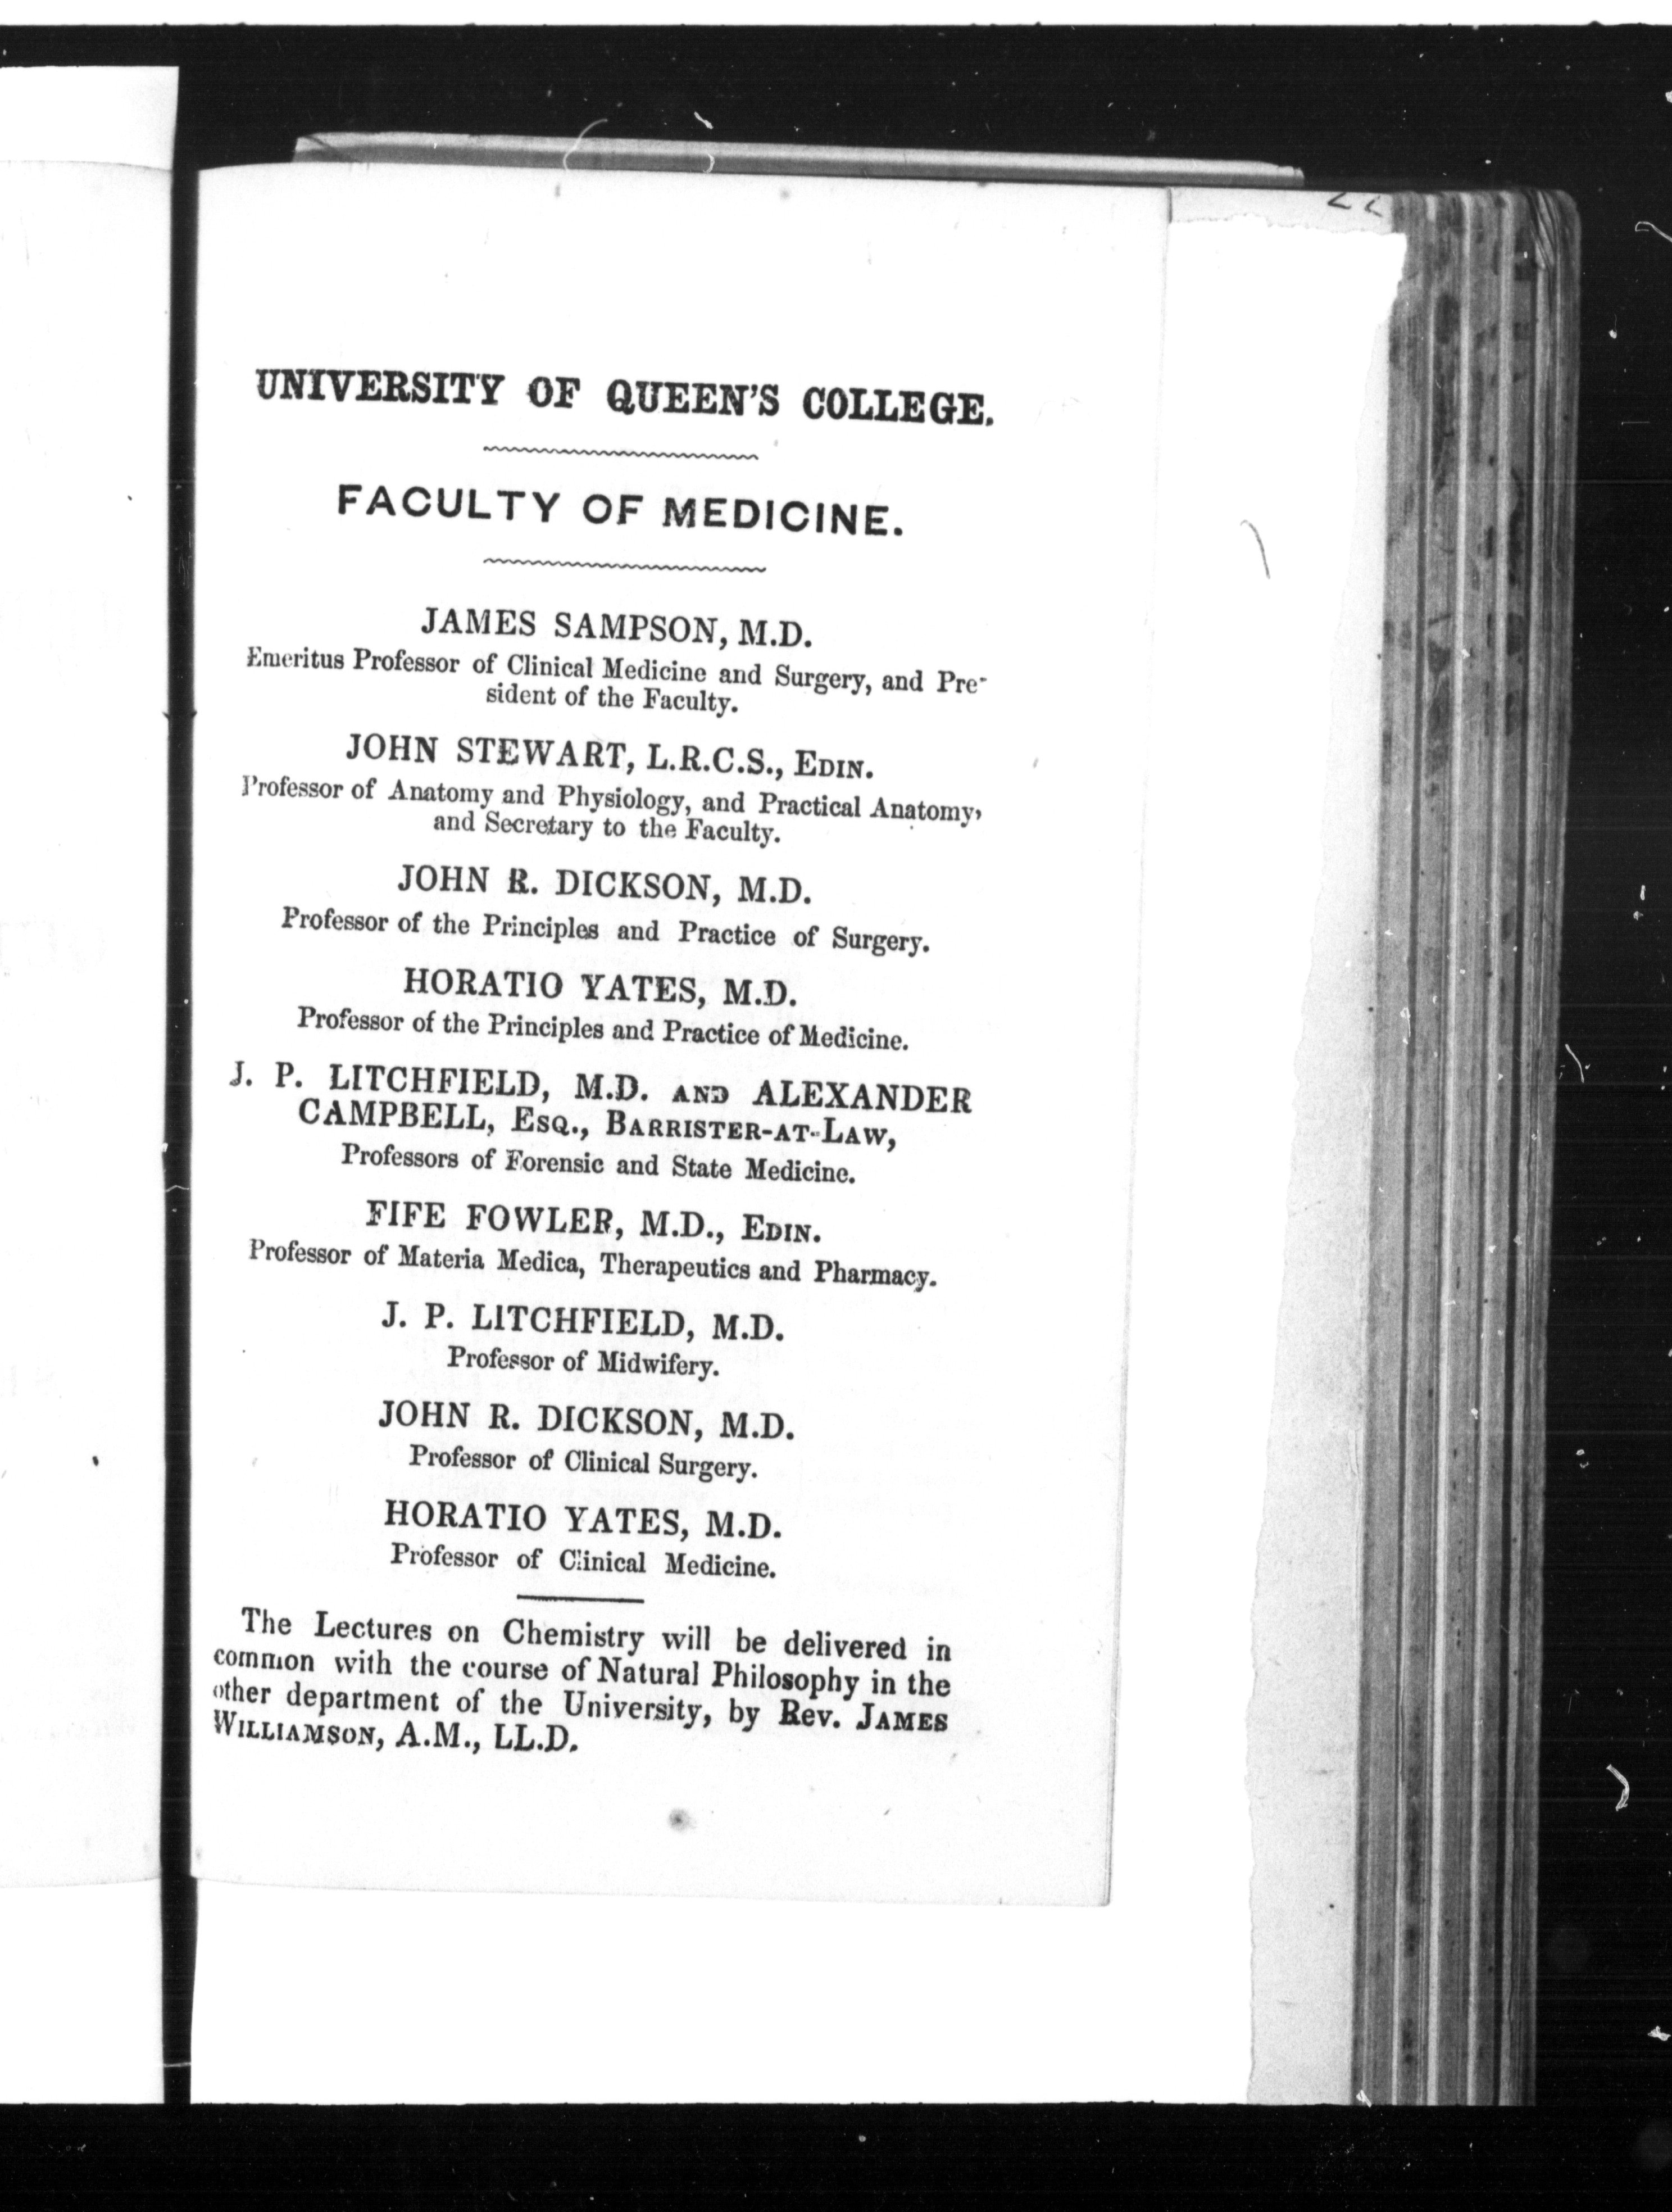 UNIVERSITY OF QUEEN'S COLLEGE.
FACULTY OF MEDICINE.
JAMES SAMPSON, M.D.
Emeritus Professor of Clinical Medicine and Surgery, and Pre-
sident of the Faculty.
JOHN STEWART, L.R.C.S., EDIN.
Professor of Anatomy and Physiology, and Practical Anatomy,
and Secretary to the Faculty.
JOHN R. DICKSON, M.D.
Professor of the Principles and Practice of Surgery.
HORATIO YATES, M.D.
Professor of the Principles and Practice of Medicine.
J. P. LITCHFIELD, M.D. AND ALEXANDER
CAMPBELL, ESQ., BARRISTER-AT-LAW,
Professors of Forensic and State Medicine.
FIFE FOWLER, M.D., EDIN.
Professor of Materia Medica, Therapeutics and Pharmacy.
J. P. LITCHFIELD, M.D.
Professor of Midwifery.
JOHN R. DICKSON, M.D.
Professor of Clinical Surgery.
HORATIO YATES, M.D.
Professor of Clinical Medicine.
The Lectures on Chemistry will be delivered in
common with the course of Natural Philosophy in the
other department of the University, by Rev. JAMES
WILLIAMSON, A.M., LL.D.